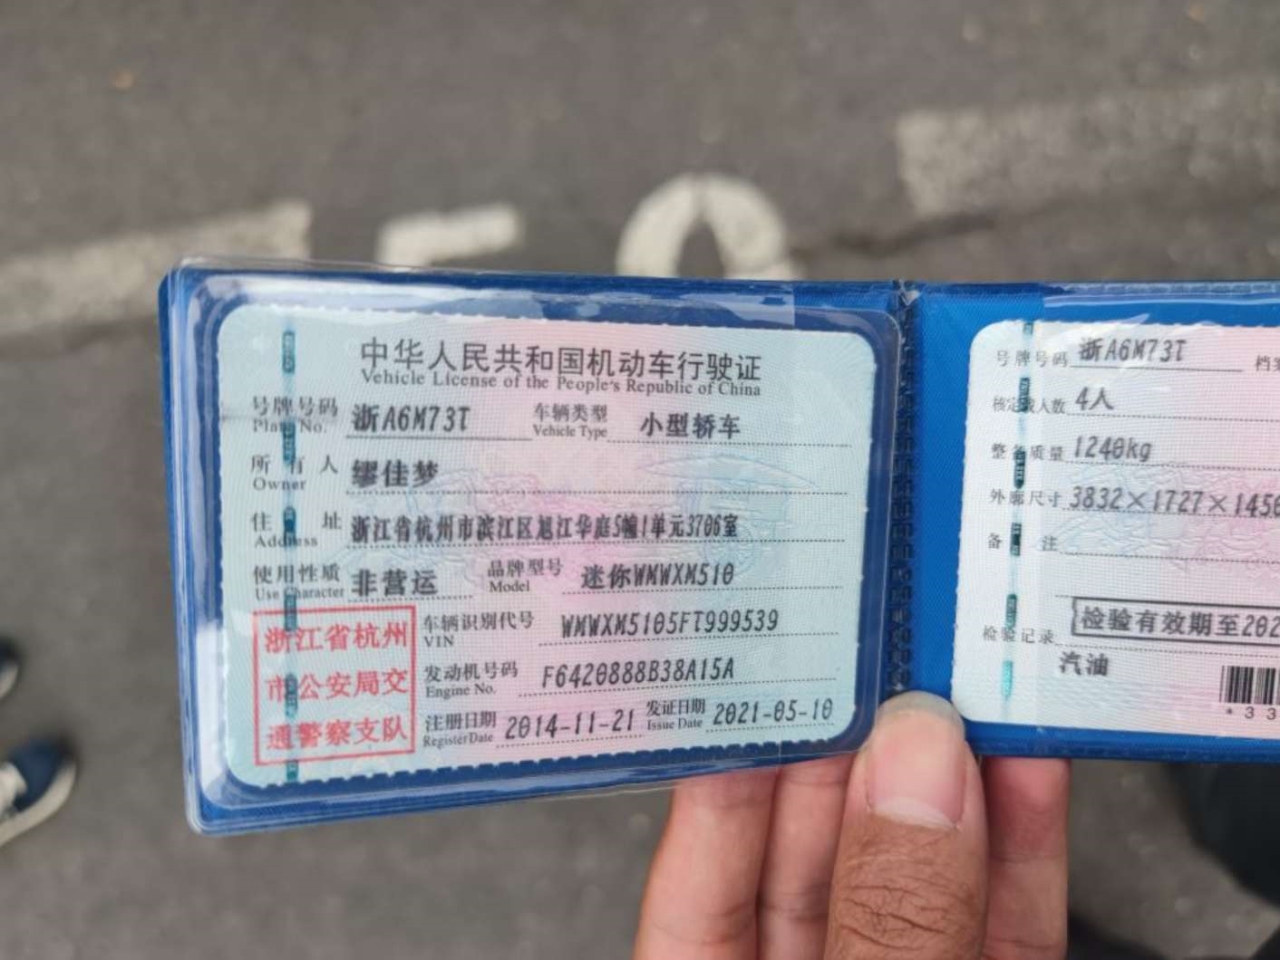 中华人民共和国机动车行驶证
Vehicle License of the People's Republic of China
号牌号码 浙A6M73T 车辆类型 小型轿车
Plate No. Vehicle Type
所有人 缪佳梦
Owner
住址 浙江省杭州市滨江区旭江华庭5幢1单元3706室
Address
使用性质 非营运 品牌型号 迷你WMWXM510
Use Character Model
浙江省杭州
市公安局交
通警察支队
车辆识别代号 WMWXM5105FT999539
VIN
发动机号码 F6420888B38A15A
Engine No.
注册日期 2014-11-21 发证日期 2021-05-10
Register Date Issue Date
号牌号码 浙A6M73T 档
核定载人数 4人
整备质量 1240kg
外廓尺寸 3832×1727×1456
备注
检验有效期至202
检验记录
汽油
*33